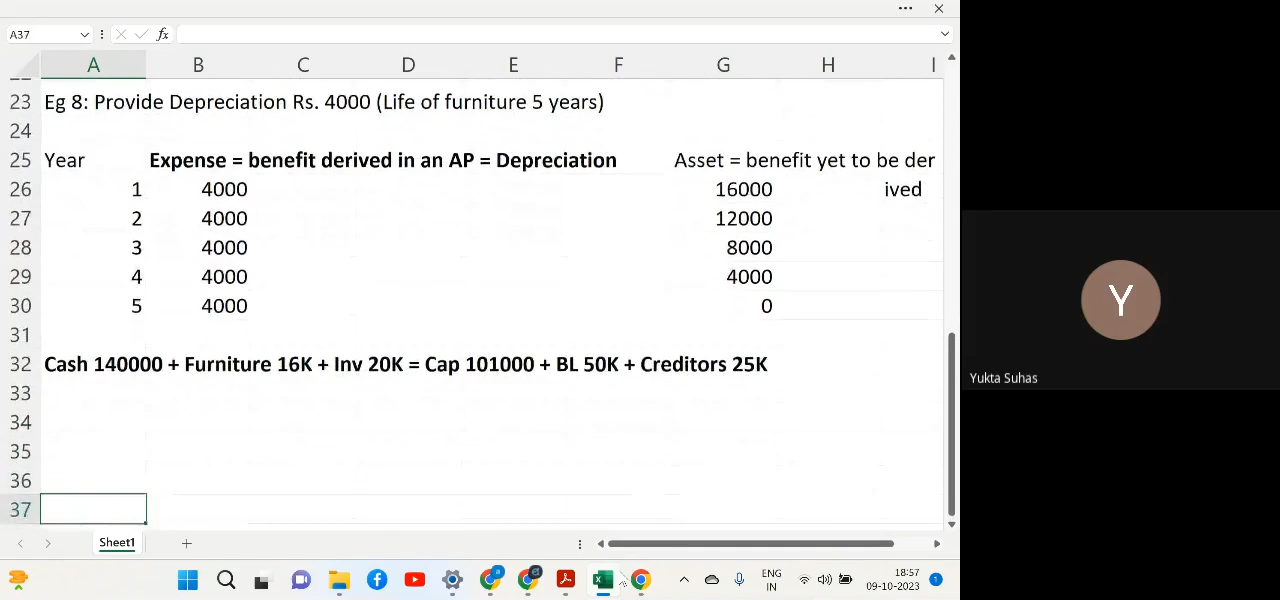 A37
fx
A B C D E F G H I
23 Eg 8: Provide Depreciation Rs. 4000 (Life of furniture 5 years)
24
25 Year Expense = benefit derived in an AP = Depreciation Asset = benefit yet to be der
26 1 4000 16000 ived
27 2 4000 12000
28 3 4000 8000
29 4 4000 4000
30 5 4000 0
31
32 Cash 140000 + Furniture 16K + Inv 20K = Cap 101000 + BL 50K + Creditors 25K
33
34
35
36
37
Sheet1
Y
Yukta Suhas
ENG
IN
18:57
09-10-2023
1